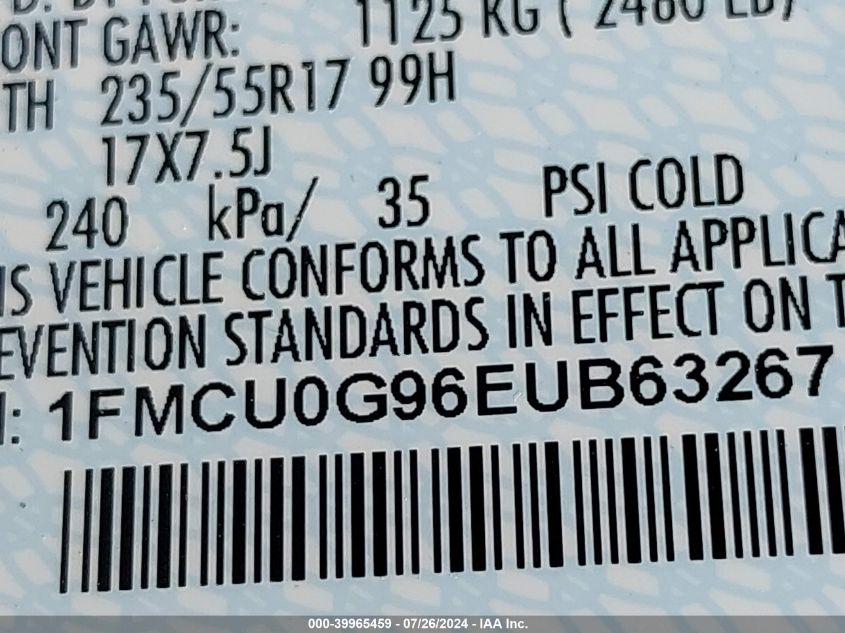 ONT GAWR: 1125 KG ( 2480 LB)
TH 235/55R17 99H
17X7.5J
240 kPa/ 35 PSI COLD
IS VEHICLE CONFORMS TO ALL APPLICA
EVENTION STANDARDS IN EFFECT ON T
: 1FMCU0G96EUB63267
000-39965459 - 07/26/2024 - IAA Inc.